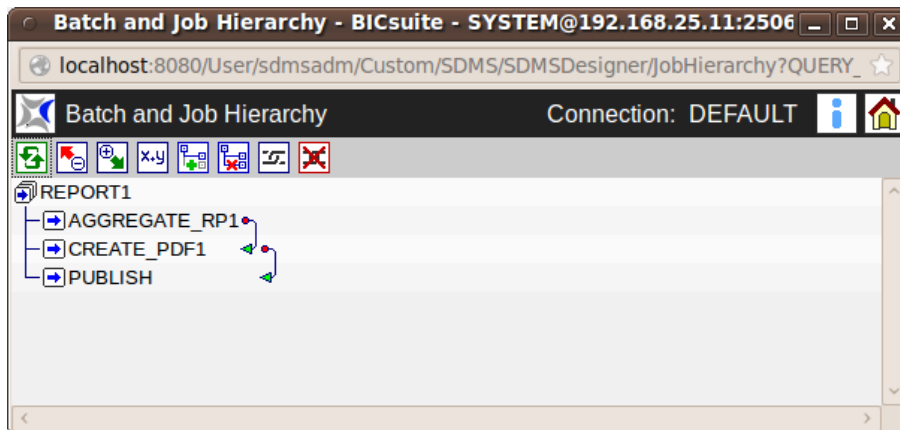 Batch and Job Hierarchy - BICsuite - SYSTEM@192.168.25.11:2506
localhost:8080/User/sdmsadm/Custom/SDMS/SDMSDesigner/JobHierarchy?QUERY_
Batch and Job Hierarchy Connection: DEFAULT
x+y
REPORT1
AGGREGATE_RP1
CREATE_PDF1
PUBLISH